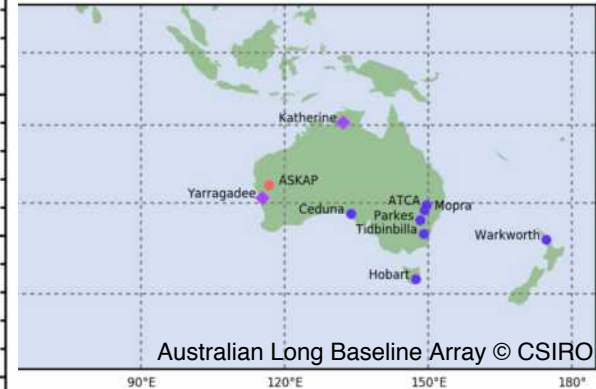 Katherine
ASKAP
Yarragadee
Ceduna
ATCA
Mopra
Parkes
Tidbinbilla
Warkworth
Hobart
Australian Long Baseline Array © CSIRO
90°E 120°E 150°E 180°